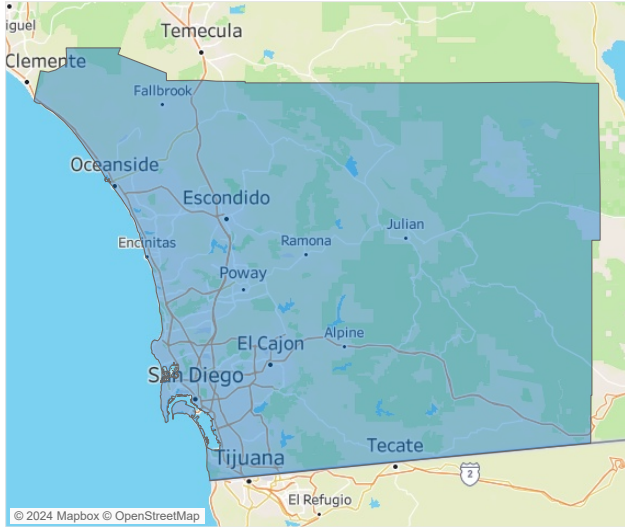 iguel
Temecula
Clemente
Fallbrook
Oceanside
Escondido
Julian
Encinitas
Ramona
Poway
Alpine
El Cajon
San Diego
Tecate
Tijuana
2
El Refugio
© 2024 Mapbox © OpenStreetMap